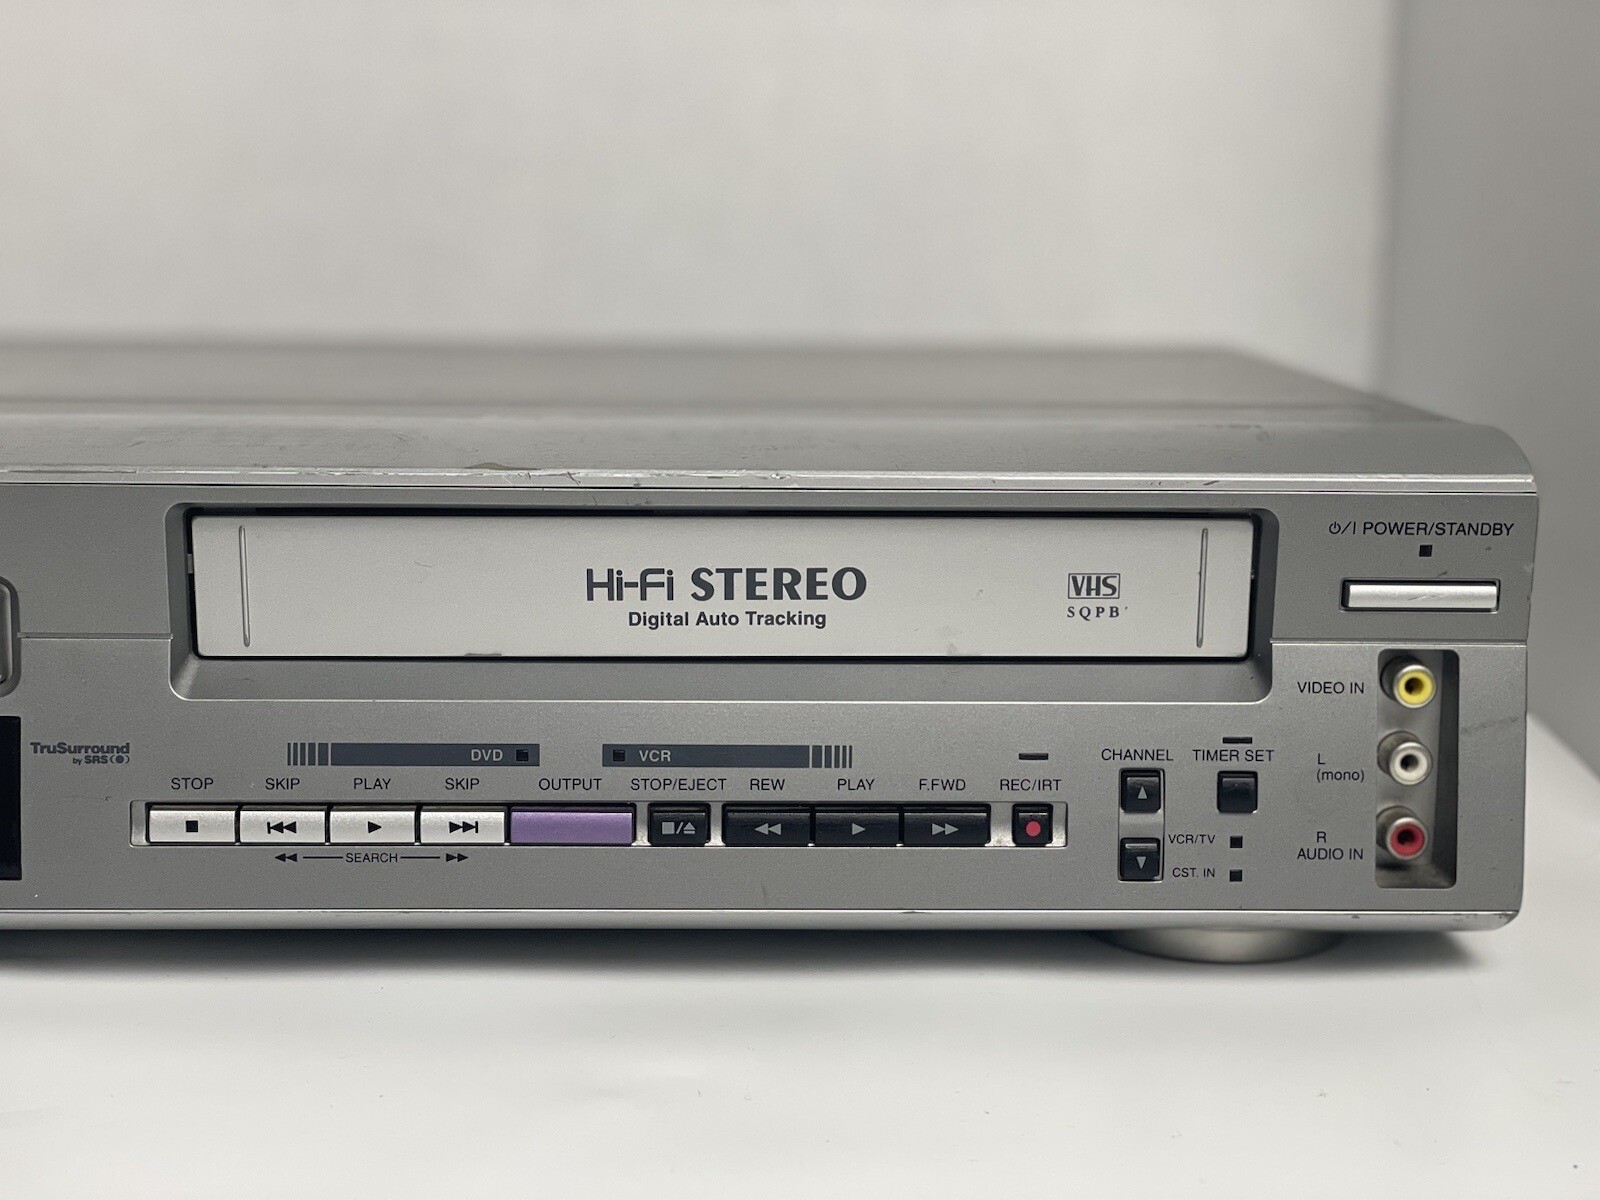 Hi-Fi STEREO
Digital Auto Tracking
VHS
SQPB
⏻/I POWER/STANDBY
VIDEO IN
L
(mono)
R
AUDIO IN
TruSurround
by SRS(●)
DVD
VCR
STOP
SKIP
PLAY
SKIP
OUTPUT
STOP/EJECT
REW
PLAY
F.FWD
REC/IRT
SEARCH
CHANNEL
TIMER SET
VCR/TV
CST. IN